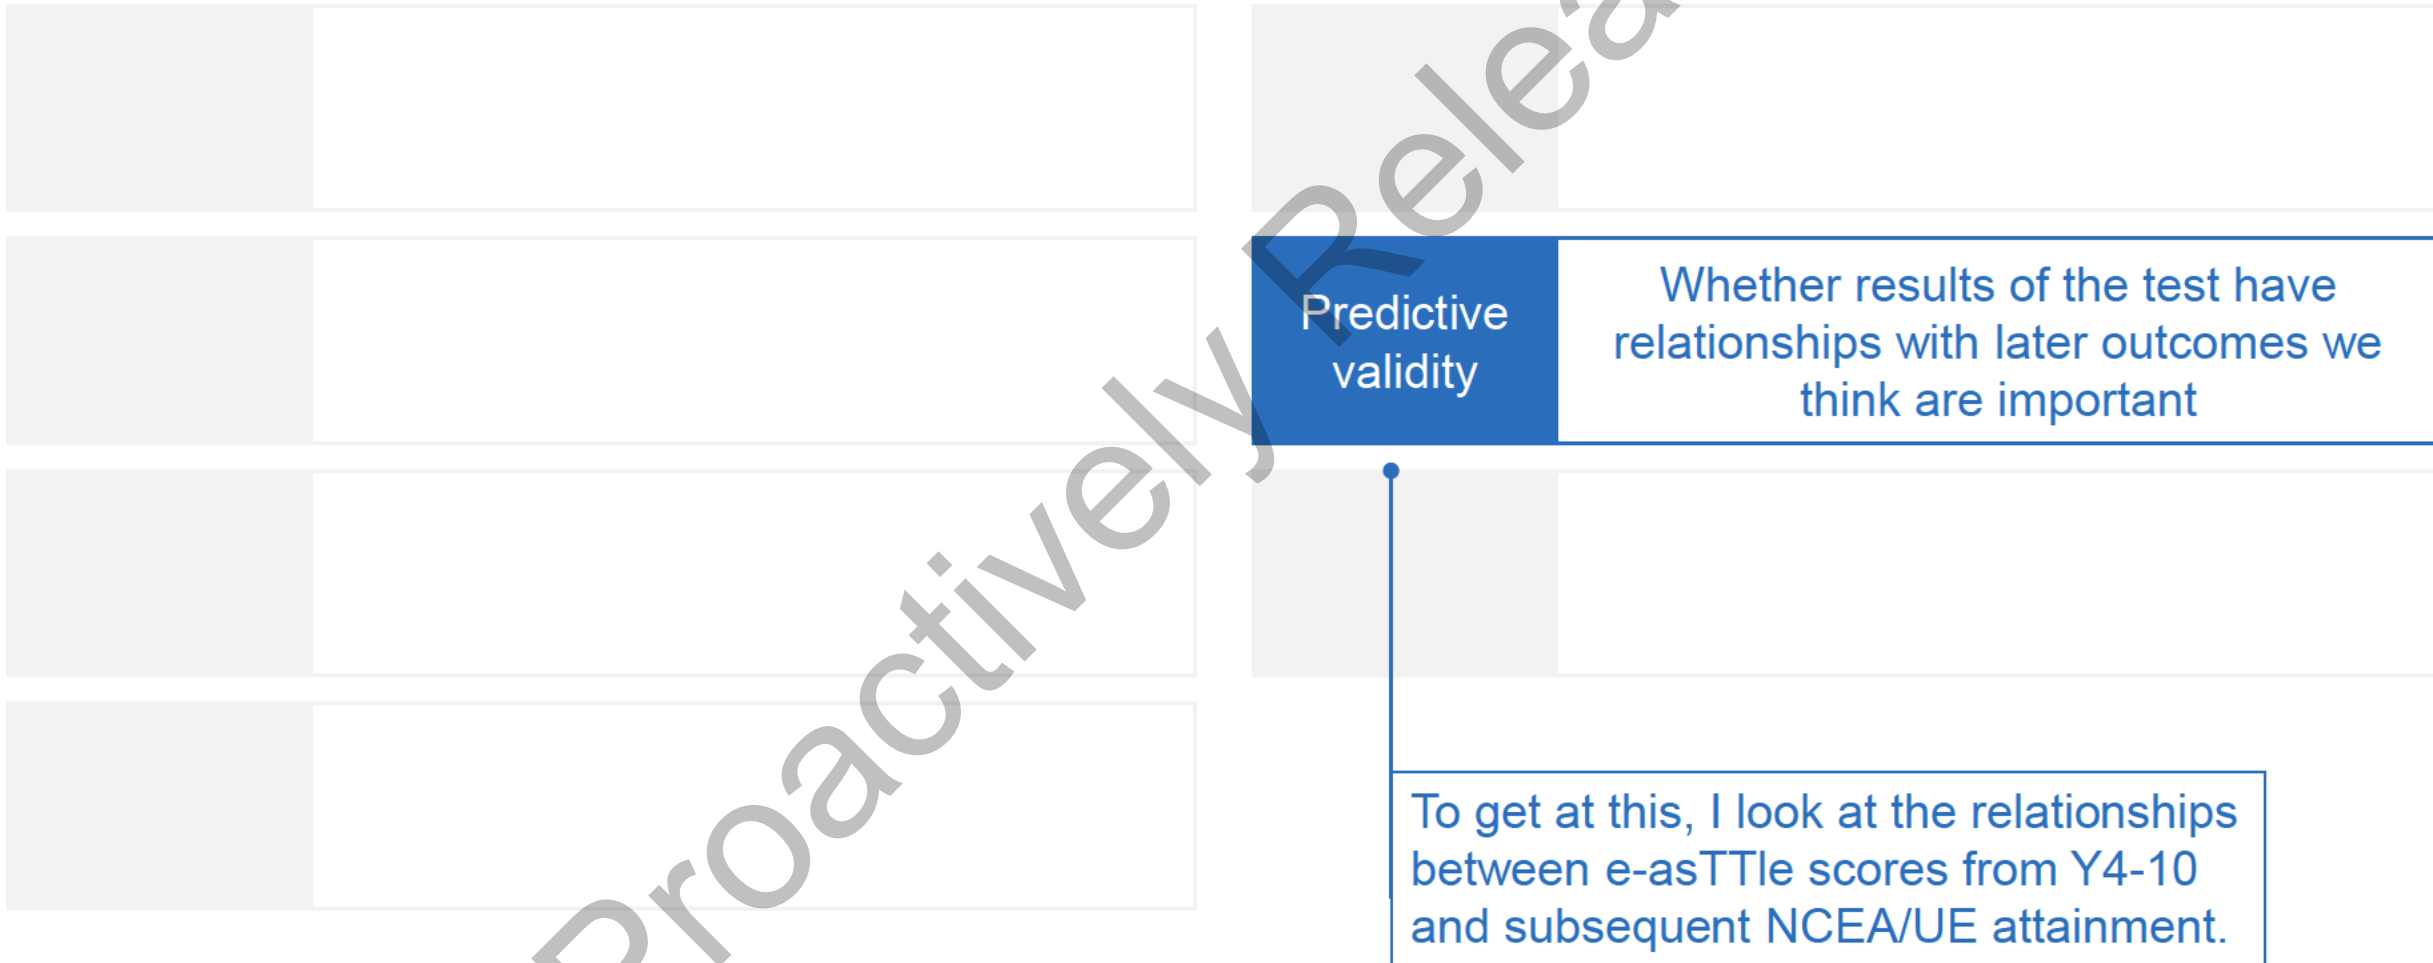 Predictive
validity
Whether results of the test have
relationships with later outcomes we
think are important
To get at this, I look at the relationships
between e-asTTle scores from Y4-10
and subsequent NCEA/UE attainment.
Proactively Relea